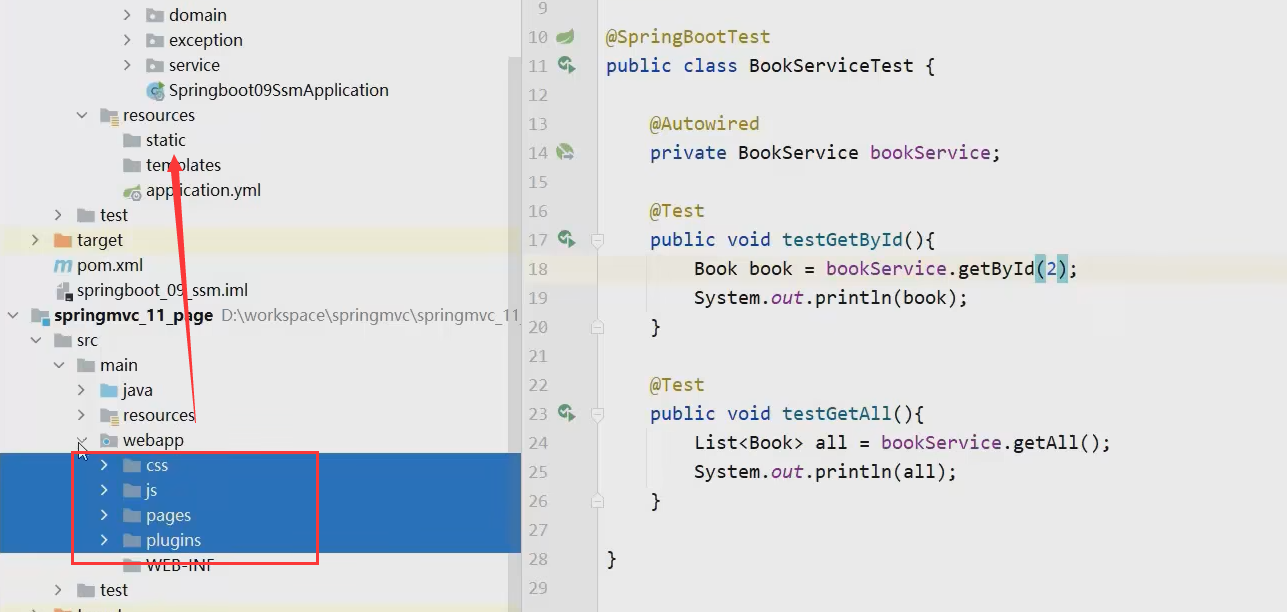 domain
exception
service
Springboot09SsmApplication
resources
static
templates
application.yml
test
target
pom.xml
springboot_09_ssm.iml
springmvc_11_page D:\workspace\springmvc\springmvc_11
src
main
java
resources
webapp
css
js
pages
plugins
WEB-INF
test
9
10 @SpringBootTest
11 public class BookServiceTest {
12
13 @Autowired
14 private BookService bookService;
15
16 @Test
17 public void testGetById(){
18 Book book = bookService.getById(2);
19 System.out.println(book);
20 }
21
22 @Test
23 public void testGetAll(){
24 List<Book> all = bookService.getAll();
25 System.out.println(all);
26 }
27
28 }
29